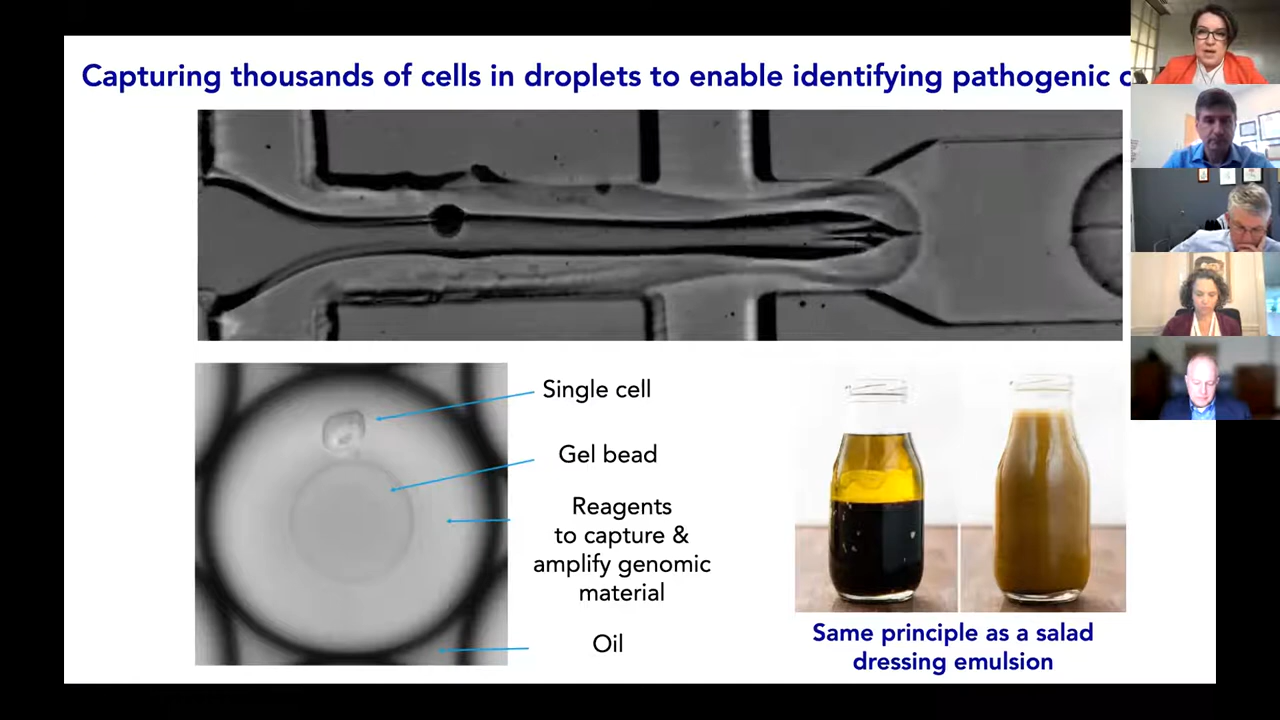 Capturing thousands of cells in droplets to enable identifying pathogenic
Single cell
Gel bead
Reagents
to capture &
amplify genomic
material
Oil
Same principle as a salad
dressing emulsion